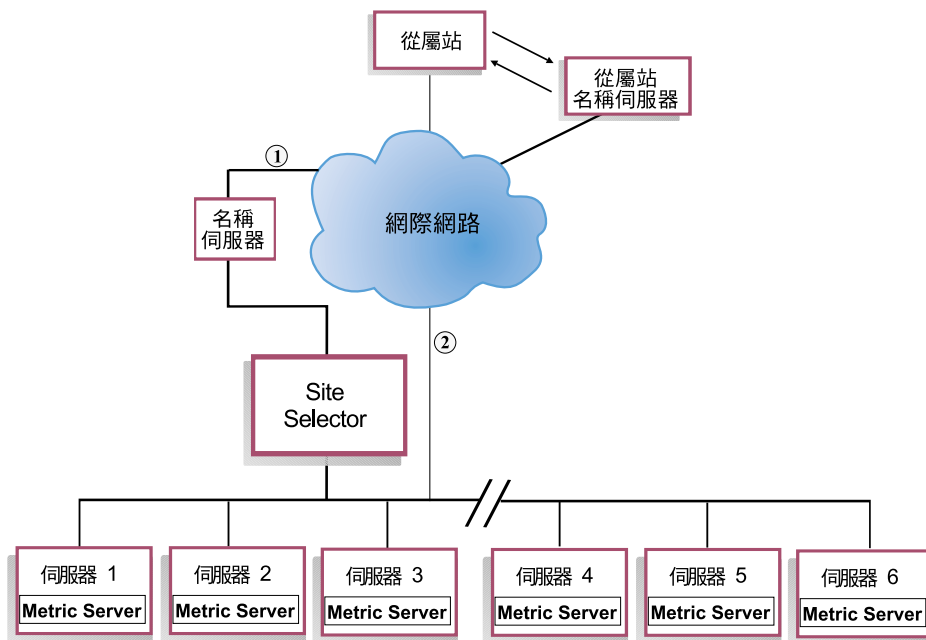 從屬站
從屬站
名稱伺服器
①
名稱
伺服器
網際網路
②
Site
Selector
伺服器 1
Metric Server
伺服器 2
Metric Server
伺服器 3
Metric Server
伺服器 4
Metric Server
伺服器 5
Metric Server
伺服器 6
Metric Server